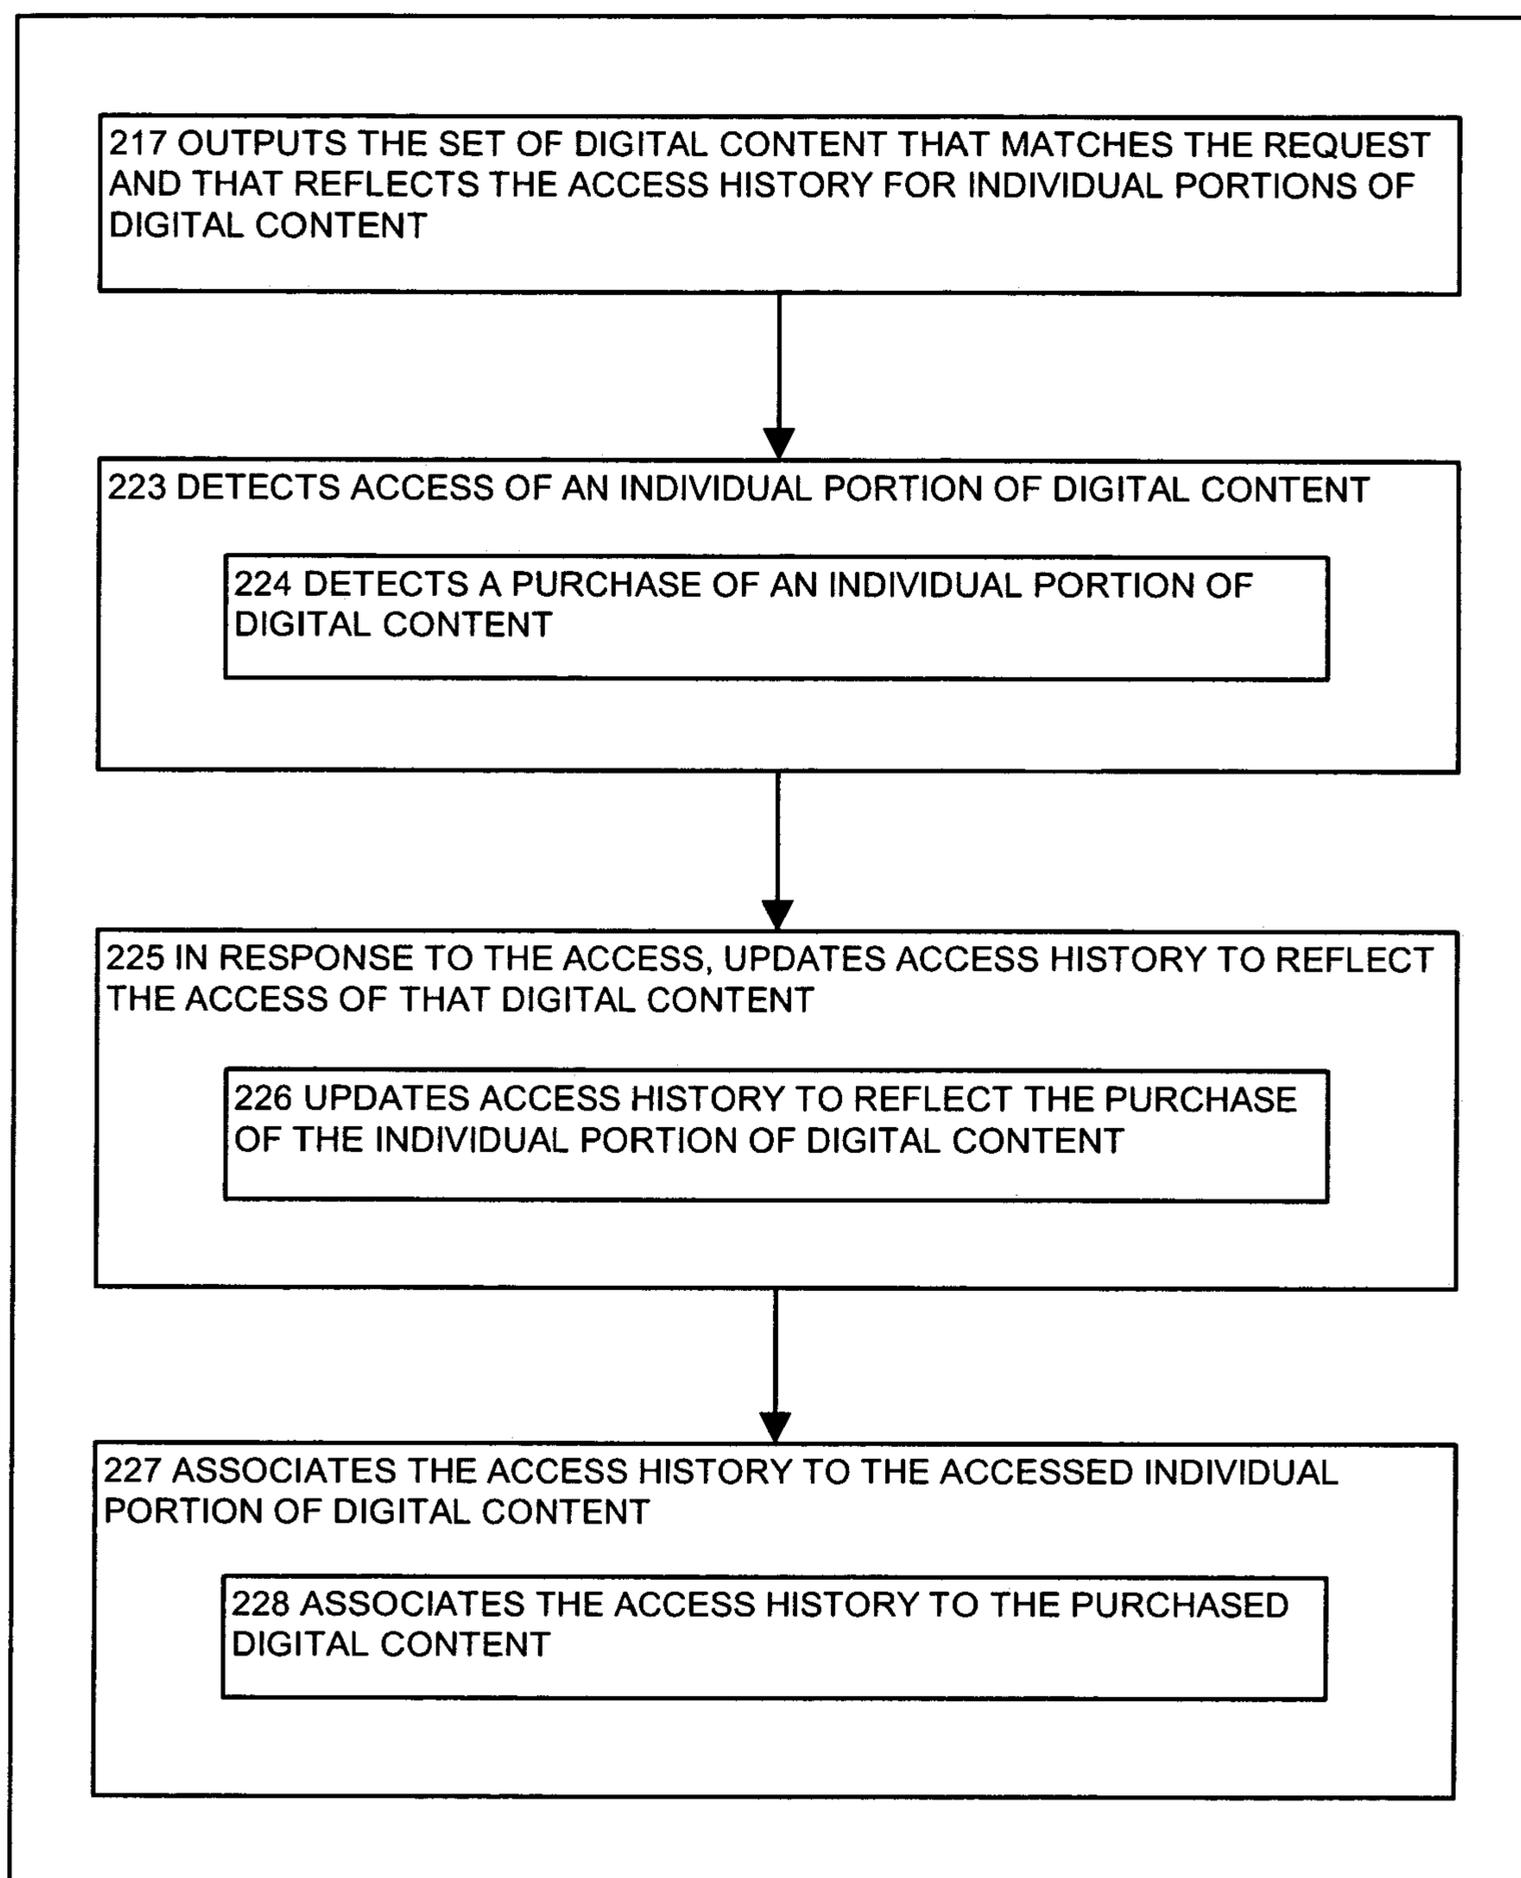 217 OUTPUTS THE SET OF DIGITAL CONTENT THAT MATCHES THE REQUEST
AND THAT REFLECTS THE ACCESS HISTORY FOR INDIVIDUAL PORTIONS OF
DIGITAL CONTENT
223 DETECTS ACCESS OF AN INDIVIDUAL PORTION OF DIGITAL CONTENT
224 DETECTS A PURCHASE OF AN INDIVIDUAL PORTION OF
DIGITAL CONTENT
225 IN RESPONSE TO THE ACCESS, UPDATES ACCESS HISTORY TO REFLECT
THE ACCESS OF THAT DIGITAL CONTENT
226 UPDATES ACCESS HISTORY TO REFLECT THE PURCHASE
OF THE INDIVIDUAL PORTION OF DIGITAL CONTENT
227 ASSOCIATES THE ACCESS HISTORY TO THE ACCESSED INDIVIDUAL
PORTION OF DIGITAL CONTENT
228 ASSOCIATES THE ACCESS HISTORY TO THE PURCHASED
DIGITAL CONTENT